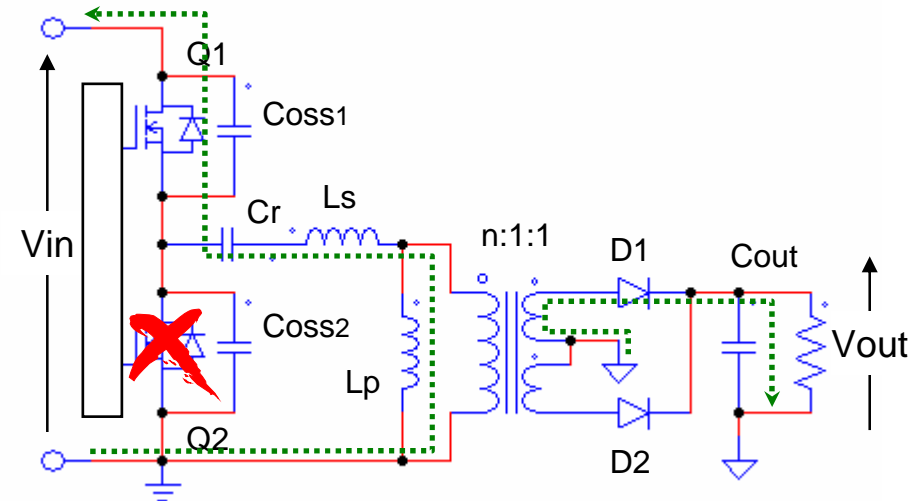 Q1
Coss1
Cr
Ls
n:1:1
D1
Cout
Vin
Coss2
Lp
Vout
Q2
D2